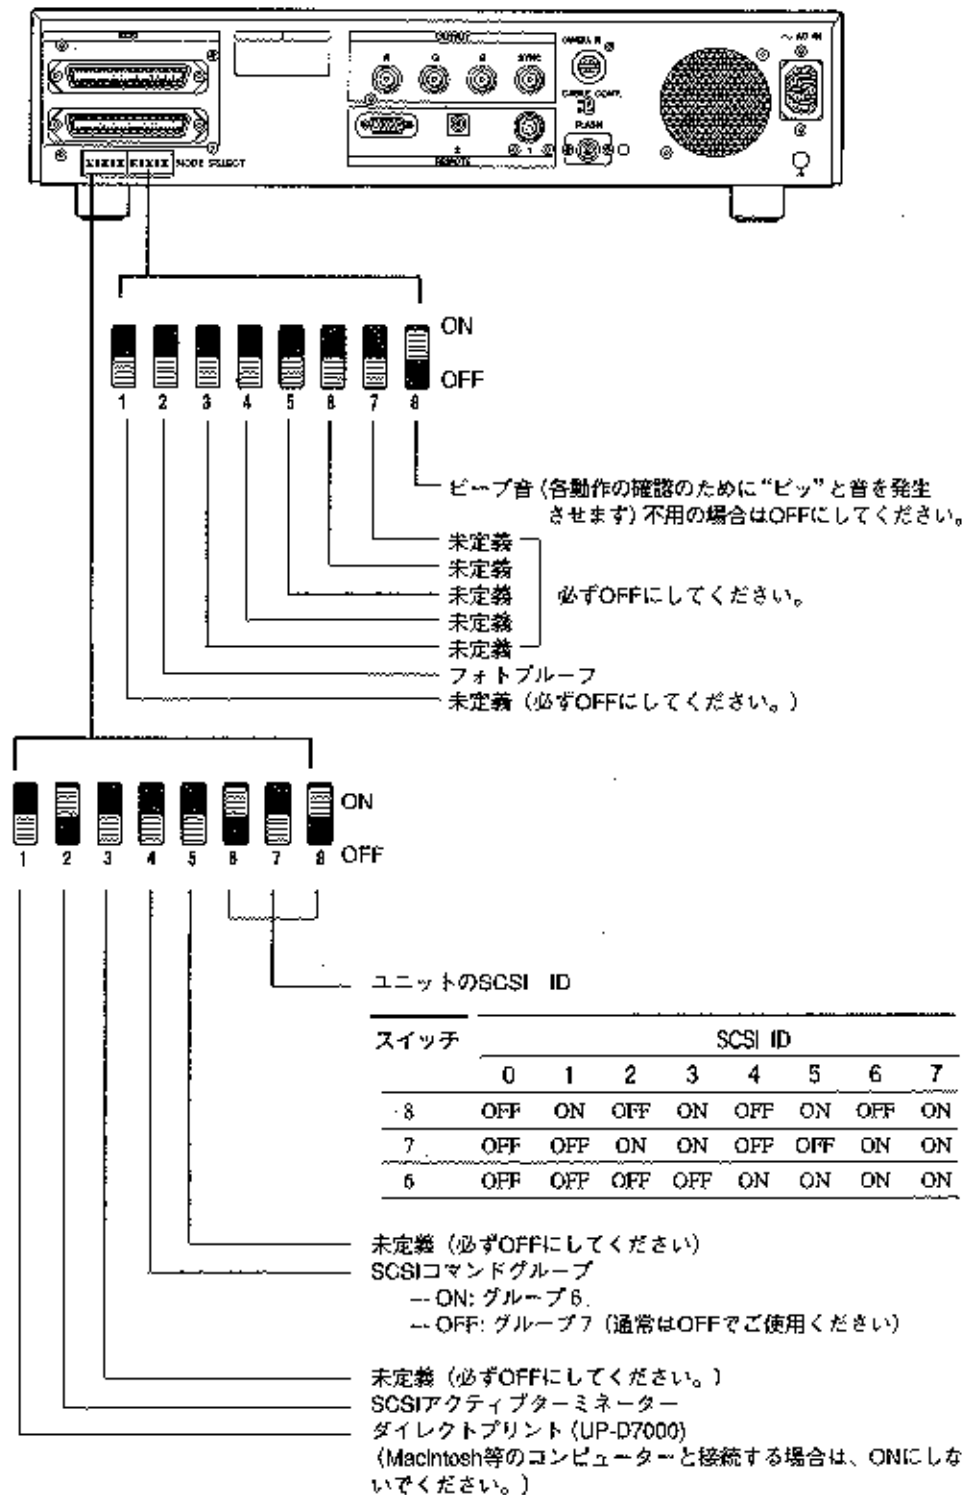 OUTPUT
CAMERA IN
～ AC IN
R G B SYNC
CABLE COMP.
FLASH
2 1
REMOTE
MODE SELECT
ON
OFF
1 2 3 4 5 6 7 8
ビープ音(各動作の確認のために“ピッ”と音を発生
させます)不用の場合はOFFにしてください。
未定義
未定義
未定義 必ずOFFにしてください。
未定義
未定義
フォトプルーフ
未定義(必ずOFFにしてください。)
ON
1 2 3 4 5 6 7 8 OFF
ユニットのSCSI ID
スイッチ SCSI ID
0 1 2 3 4 5 6 7
8 OFF ON OFF ON OFF ON OFF ON
7 OFF OFF ON ON OFF OFF ON ON
6 OFF OFF OFF OFF ON ON ON ON
未定義(必ずOFFにしてください)
SCSIコマンドグループ
-- ON: グループ6.
-- OFF: グループ7(通常はOFFでご使用ください)
未定義(必ずOFFにしてください。)
SCSIアクティブターミネーター
ダイレクトプリント(UP-D7000)
(Macintosh等のコンピューターと接続する場合は、ONにしな
いでください。)